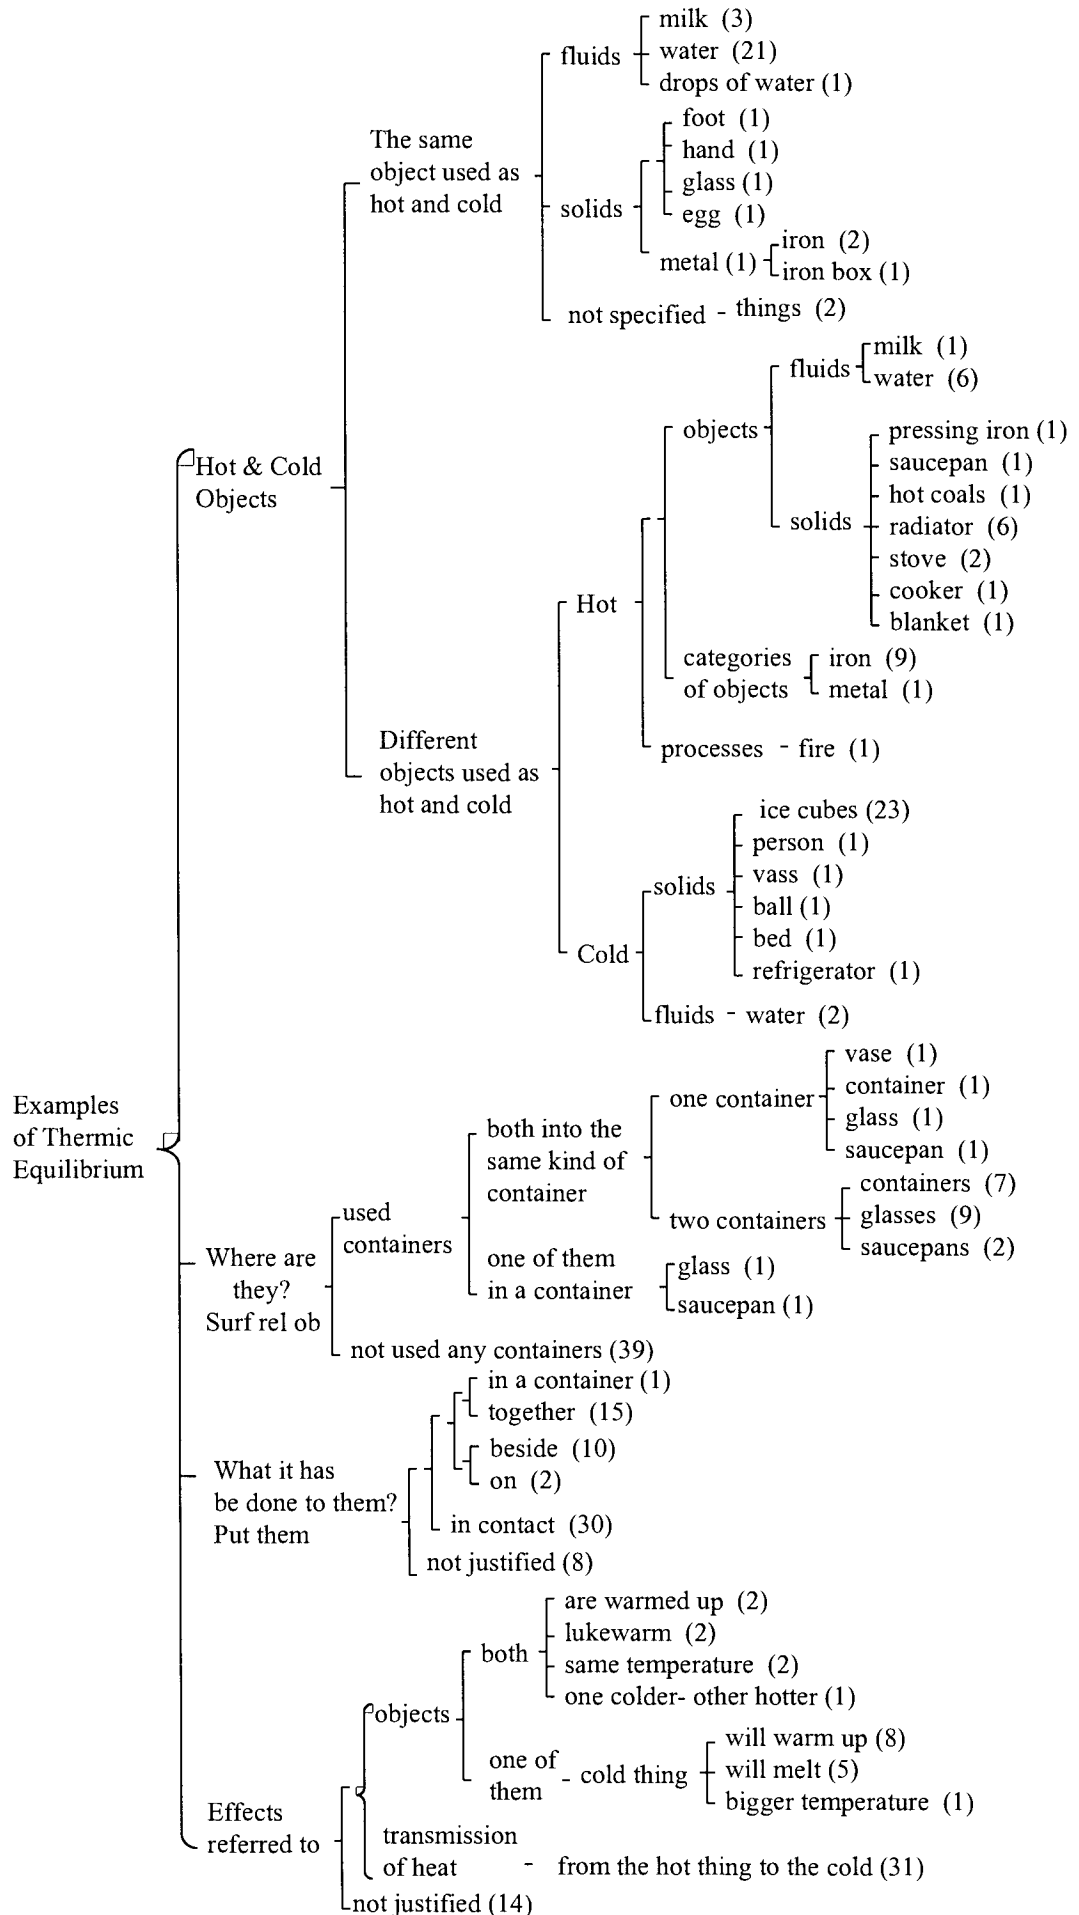 milk (3)
fluids
water (21)
drops of water (1)
The same
object used as
hot and cold
foot (1)
hand (1)
glass (1)
egg (1)
solids
metal (1)
iron (2)
iron box (1)
not specified - things (2)
Hot & Cold
Objects
fluids
milk (1)
water (6)
objects
pressing iron (1)
saucepan (1)
hot coals (1)
solids
radiator (6)
stove (2)
cooker (1)
blanket (1)
Hot
categories
of objects
iron (9)
metal (1)
processes - fire (1)
Different
objects used as
hot and cold
ice cubes (23)
person (1)
vass (1)
solids
ball (1)
bed (1)
refrigerator (1)
Cold
fluids - water (2)
Examples
of Thermic
Equilibrium
vase (1)
one container
container (1)
glass (1)
saucepan (1)
both into the
same kind of
container
containers (7)
two containers
glasses (9)
saucepans (2)
used
containers
Where are
they?
Surf rel ob
one of them
in a container
glass (1)
saucepan (1)
not used any containers (39)
in a container (1)
together (15)
beside (10)
on (2)
What it has
be done to them?
Put them
in contact (30)
not justified (8)
are warmed up (2)
lukewarm (2)
both
same temperature (2)
one colder- other hotter (1)
objects
one of
them
- cold thing
will warm up (8)
will melt (5)
bigger temperature (1)
Effects
referred to
transmission
of heat - from the hot thing to the cold (31)
not justified (14)